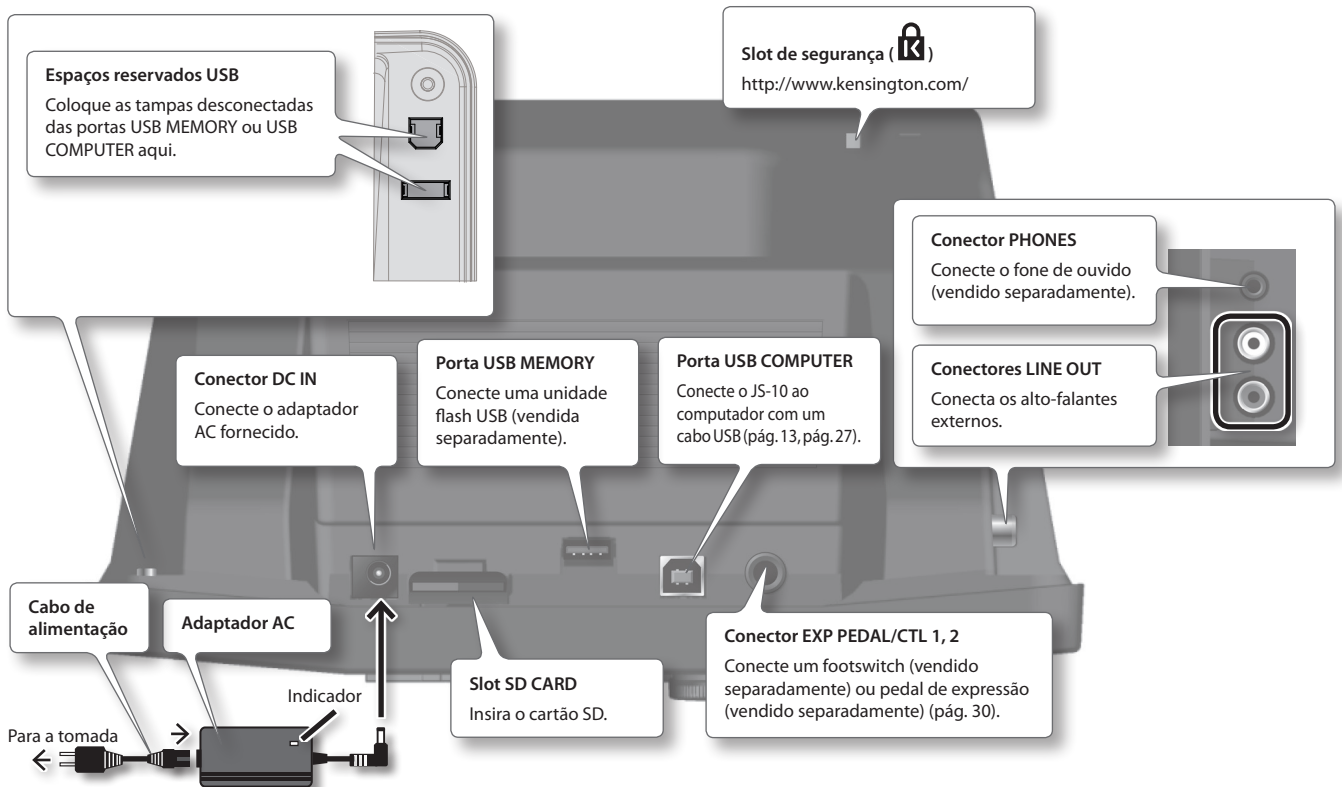 Espaços reservados USB
Coloque as tampas desconectadas
das portas USB MEMORY ou USB
COMPUTER aqui.
Slot de segurança ( K )
http://www.kensington.com/
Conector PHONES
Conecte o fone de ouvido
(vendido separadamente).
Conectores LINE OUT
Conecta os alto-falantes
externos.
Conector DC IN
Conecte o adaptador
AC fornecido.
Porta USB MEMORY
Conecte uma unidade
flash USB (vendida
separadamente).
Porta USB COMPUTER
Conecte o JS-10 ao
computador com um
cabo USB (pág. 13, pág. 27).
Cabo de
alimentação
Adaptador AC
Indicador
Para a tomada
Slot SD CARD
Insira o cartão SD.
Conector EXP PEDAL/CTL 1, 2
Conecte um footswitch (vendido
separadamente) ou pedal de expressão
(vendido separadamente) (pág. 30).